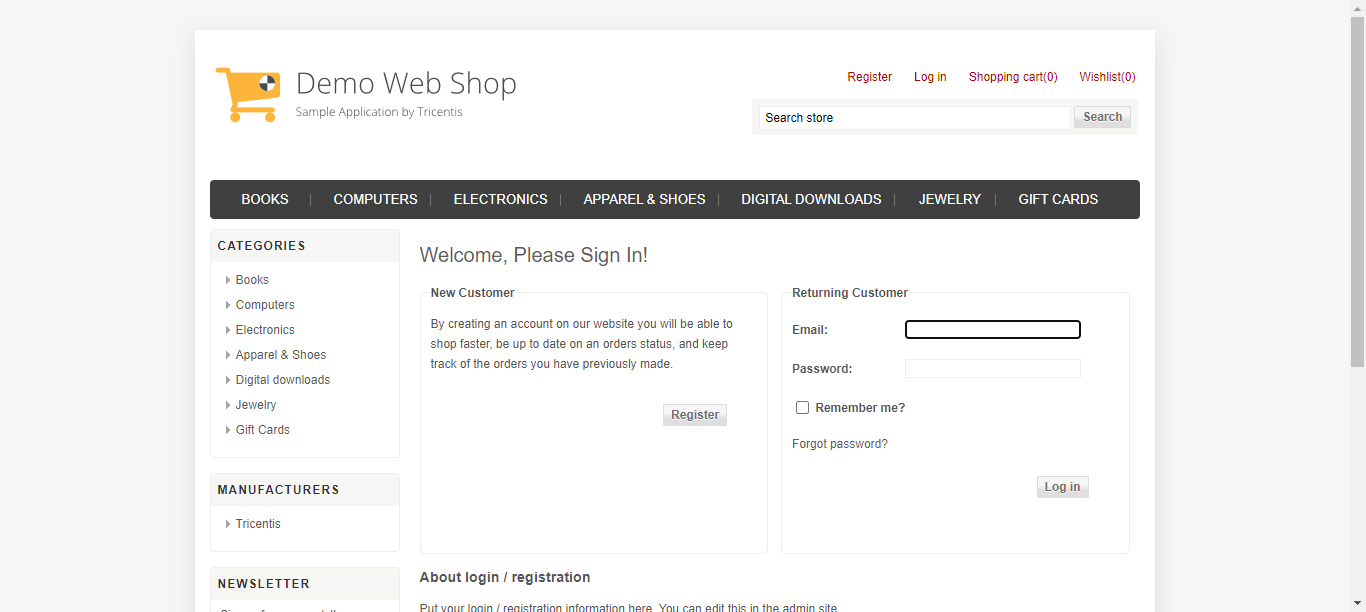 Demo Web Shop
Sample Application by Tricentis
Register Log in Shopping cart(0) Wishlist(0)
Search store Search
BOOKS COMPUTERS ELECTRONICS APPAREL & SHOES DIGITAL DOWNLOADS JEWELRY GIFT CARDS
CATEGORIES
Books
Computers
Electronics
Apparel & Shoes
Digital downloads
Jewelry
Gift Cards
MANUFACTURERS
Tricentis
NEWSLETTER
Welcome, Please Sign In!
New Customer
By creating an account on our website you will be able to
shop faster, be up to date on an orders status, and keep
track of the orders you have previously made.
Register
Returning Customer
Email:
Password:
Remember me?
Forgot password?
Log in
About login / registration
Put your login / registration information here. You can edit this in the admin site.